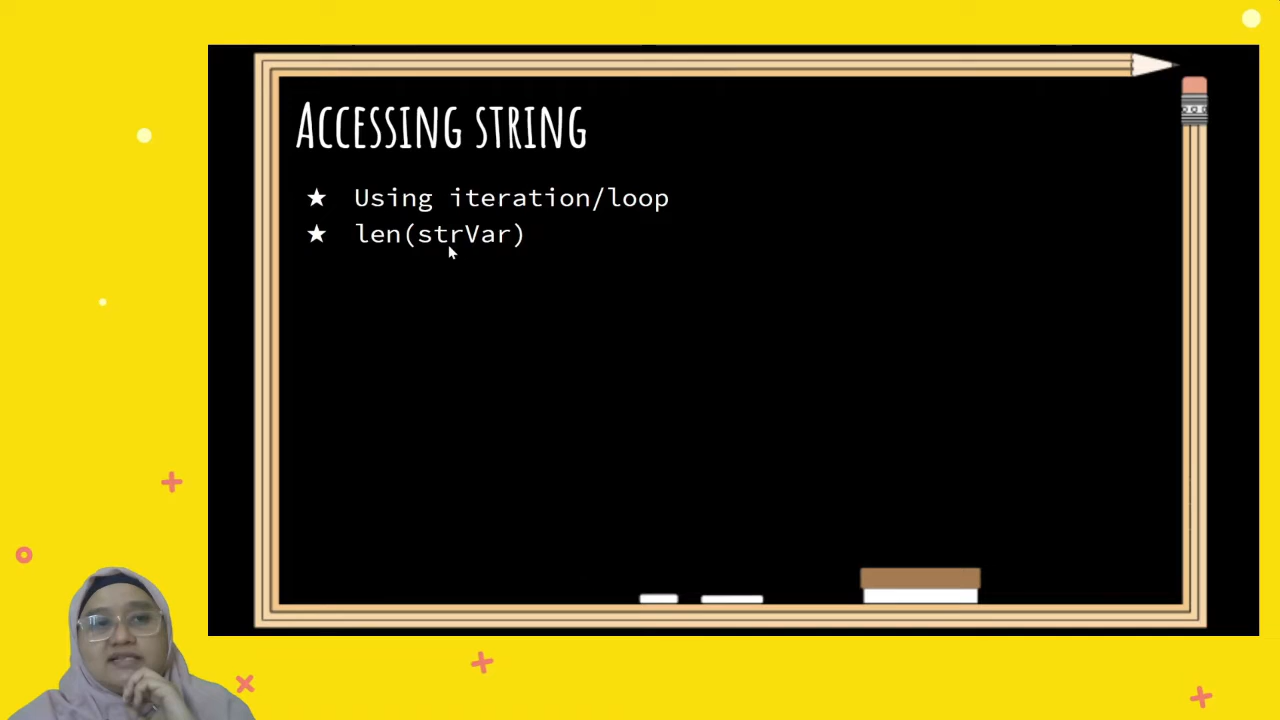 Accessing string
★ Using iteration/loop
★ len(strVar)